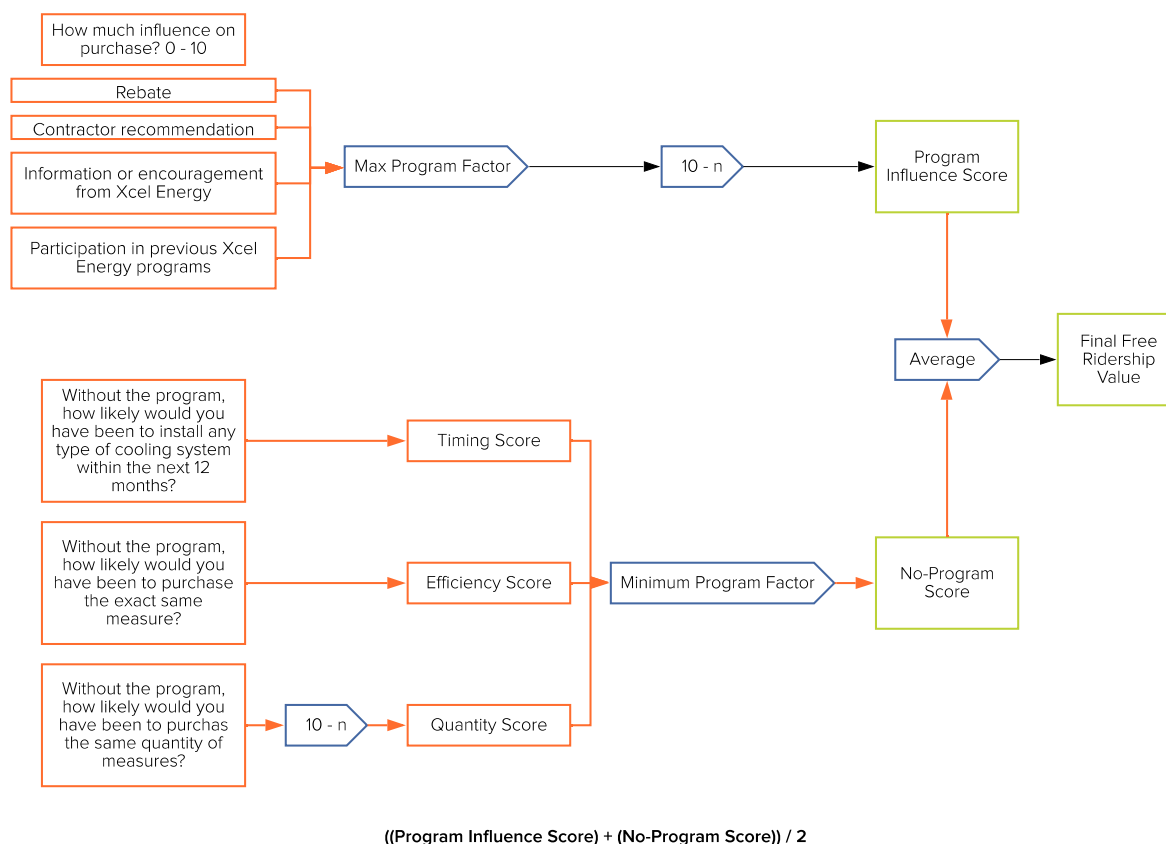 How much influence on
purchase? 0 - 10
Rebate
Contractor recommendation
Information or encouragement
from Xcel Energy
Participation in previous Xcel
Energy programs
Max Program Factor
10 - n
Program
Influence Score
Average
Final Free
Ridership
Value
Without the program,
how likely would you
have been to install any
type of cooling system
within the next 12
months?
Timing Score
Without the program,
how likely would you
have been to purchase
the exact same
measure?
Efficiency Score
Minimum Program Factor
No-Program
Score
Without the program,
how likely would you
have been to purchas
the same quantity of
measures?
10 - n
Quantity Score
((Program Influence Score) + (No-Program Score)) / 2